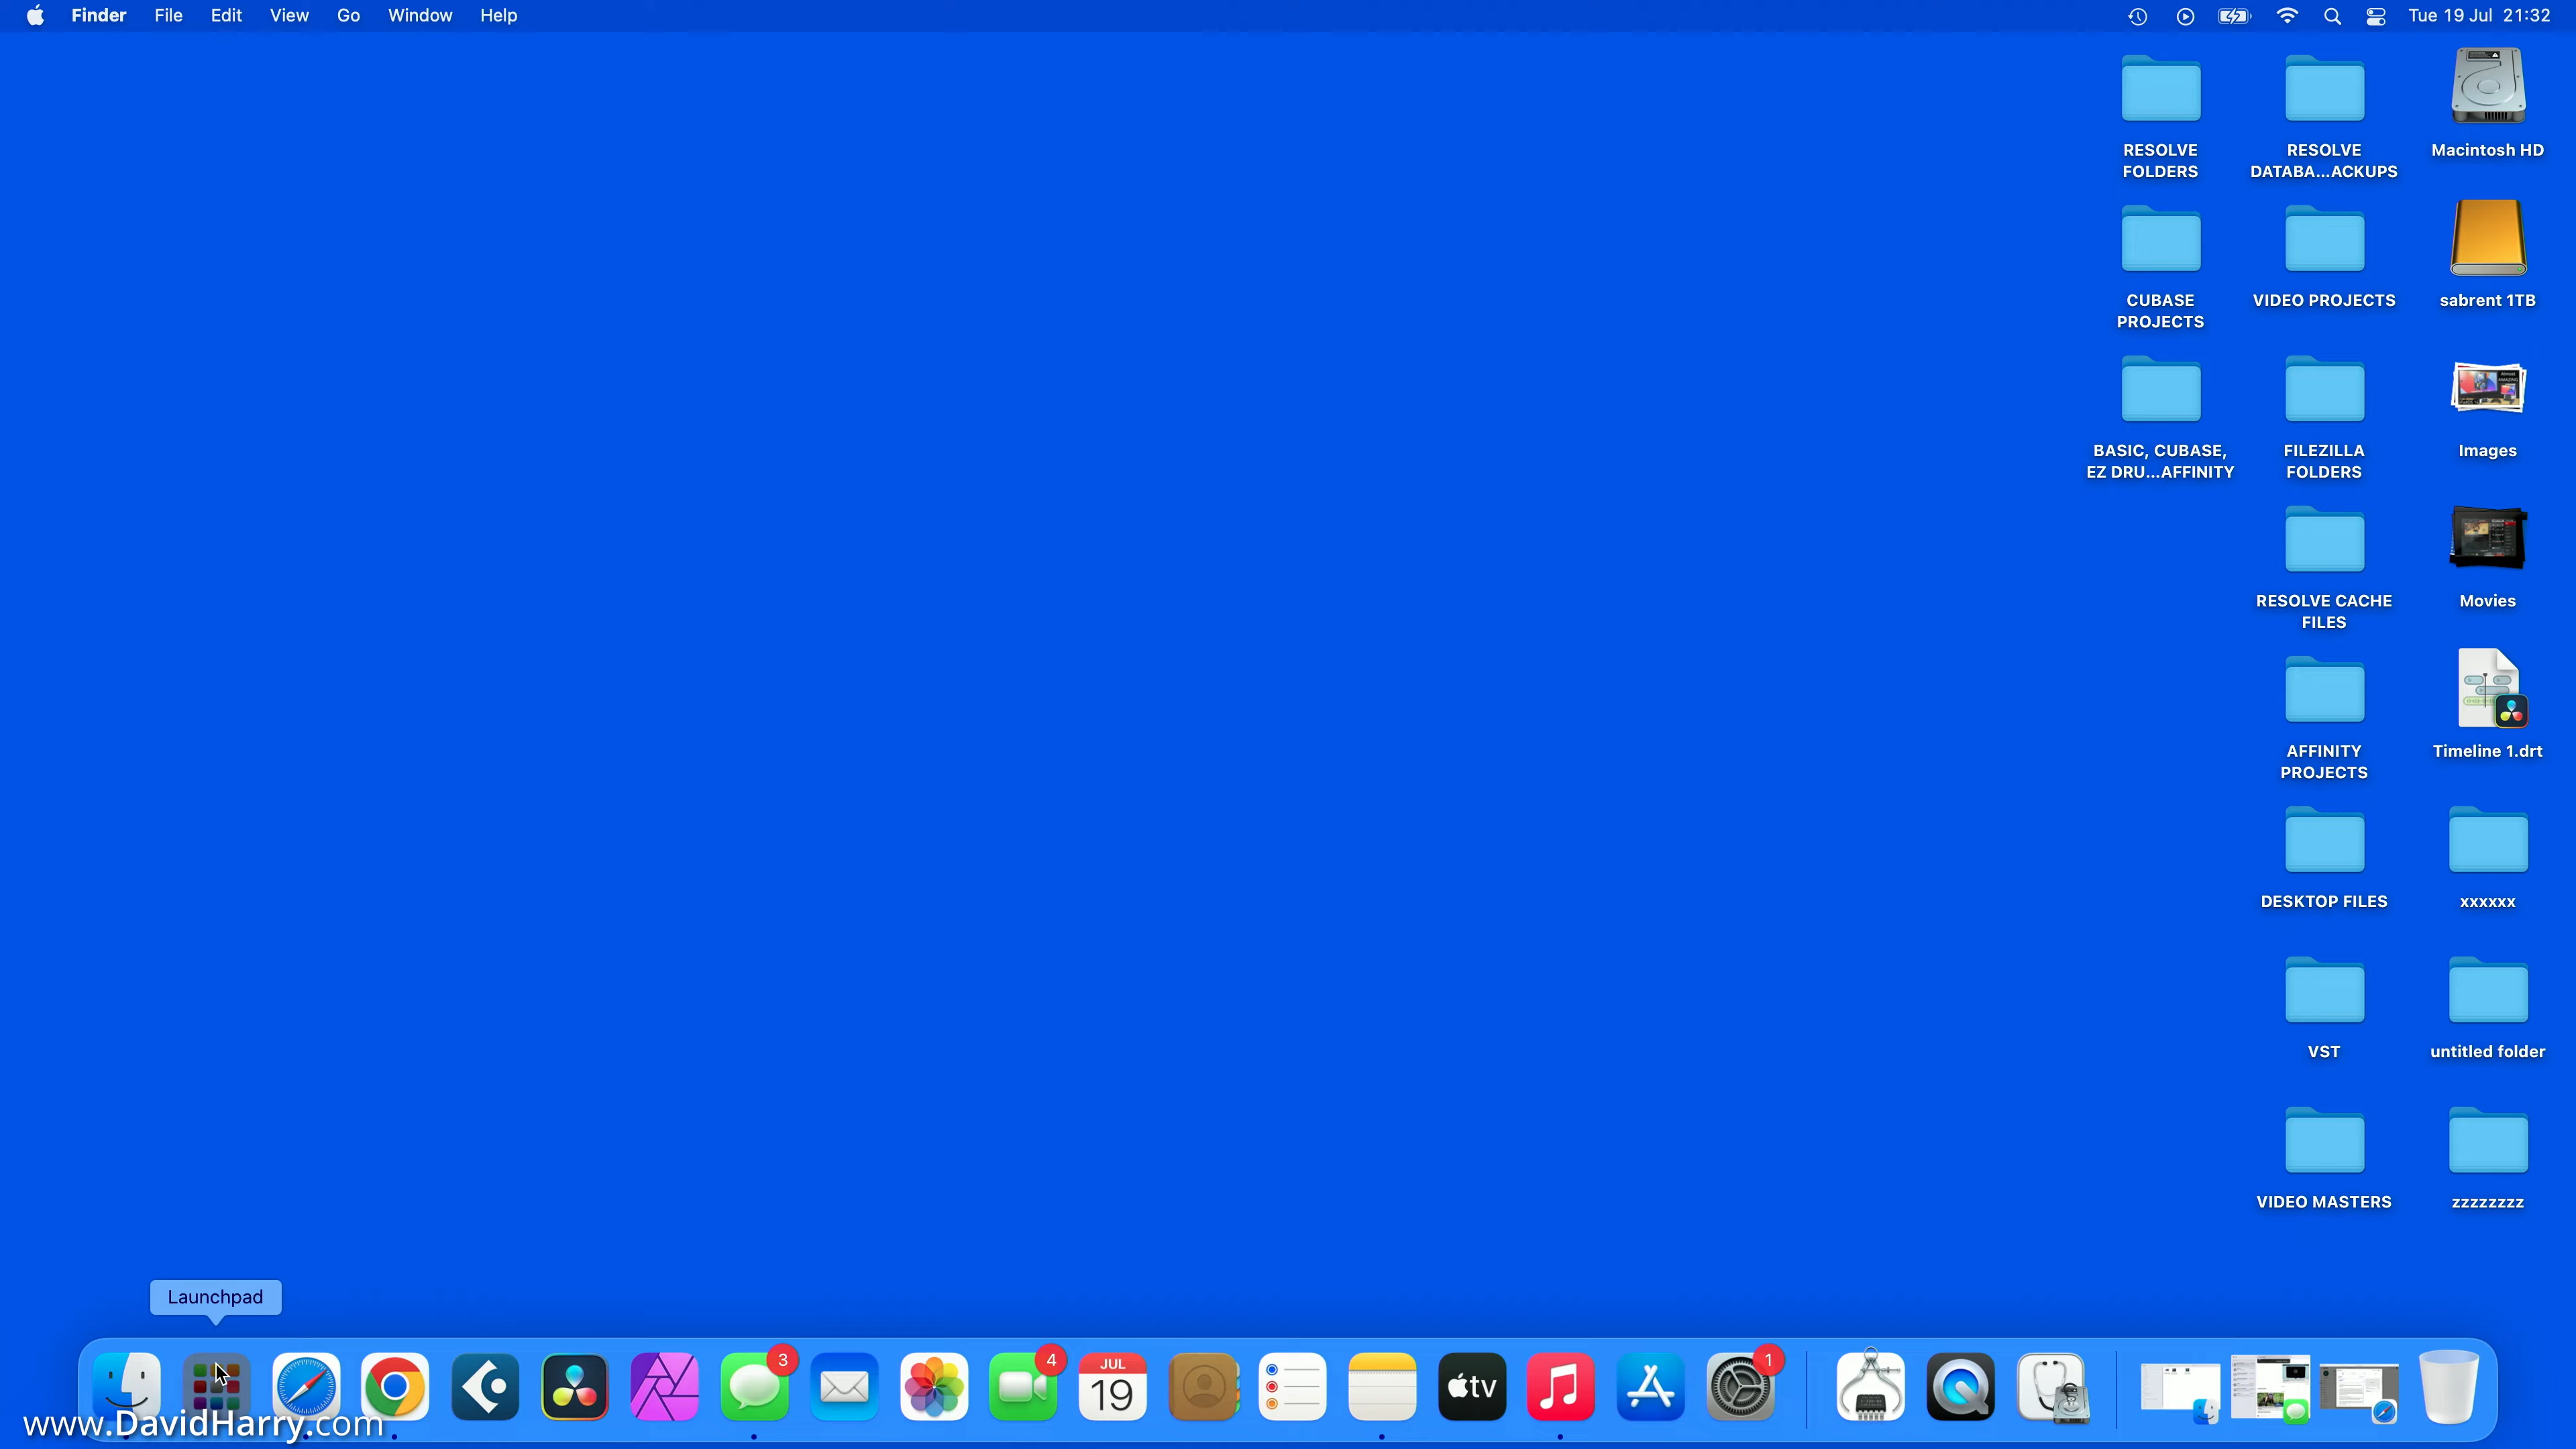 Finder File Edit View Go Window Help
Tue 19 Jul 21:32
RESOLVE
FOLDERS
RESOLVE
DATABA...ACKUPS
Macintosh HD
CUBASE
PROJECTS
VIDEO PROJECTS
sabrent 1TB
BASIC, CUBASE,
EZ DRU...AFFINITY
FILEZILLA
FOLDERS
Images
RESOLVE CACHE
FILES
Movies
AFFINITY
PROJECTS
Timeline 1.drt
DESKTOP FILES
xxxxxx
VST
untitled folder
VIDEO MASTERS
zzzzzzzz
Launchpad
3
4
JUL
19
tv
1
www.DavidHarry.com